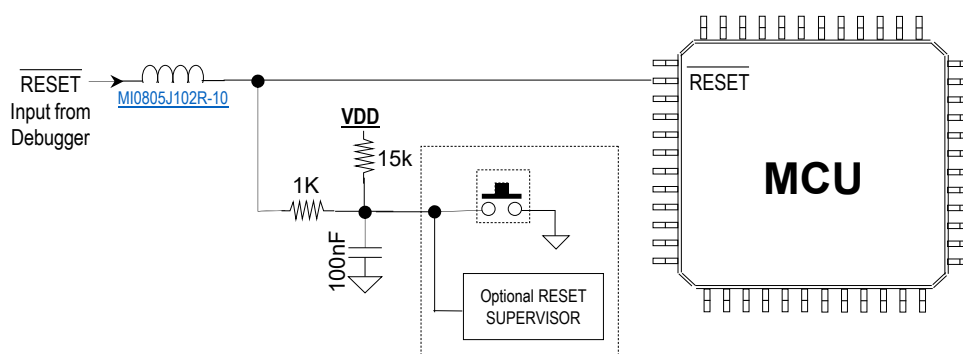 RESET
Input from
Debugger
MI0805J102R-10
VDD
15k
1K
100nF
Optional RESET
SUPERVISOR
RESET
MCU